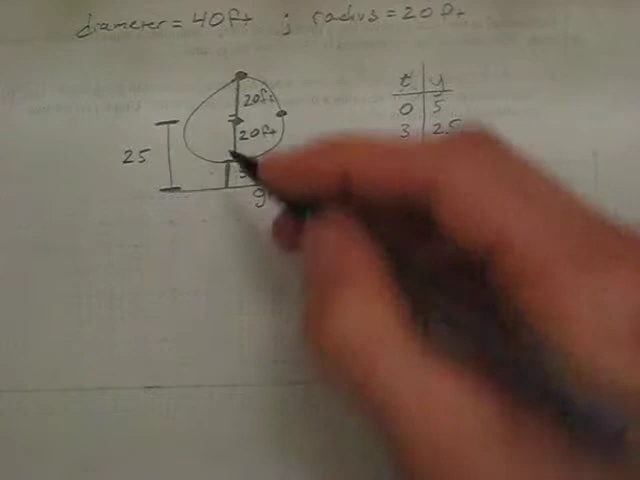 diameter = 40ft ; radius = 20ft
20ft
20ft
25
t y
0 5
3 25